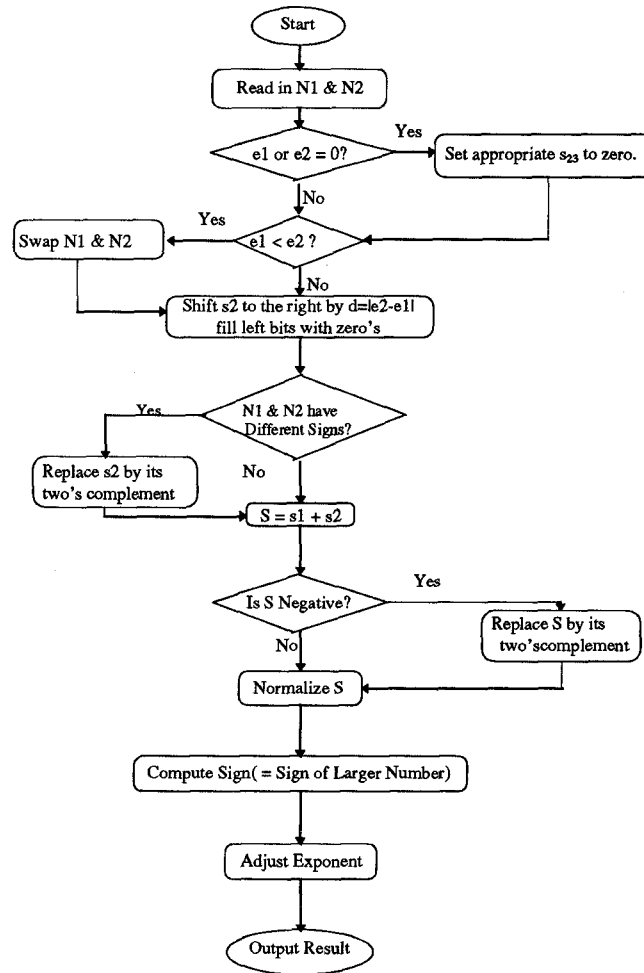 Start
Read in N1 & N2
e1 or e2 = 0?
Yes
Set appropriate s₂₃ to zero.
No
Yes
Swap N1 & N2
e1 < e2 ?
No
Shift s2 to the right by d=|e2-e1|
fill left bits with zero's
N1 & N2 have
Different Signs?
Yes
Replace s2 by its
two's complement
No
S = s1 + s2
Is S Negative?
Yes
Replace S by its
two'scomplement
No
Normalize S
Compute Sign( = Sign of Larger Number)
Adjust Exponent
Output Result